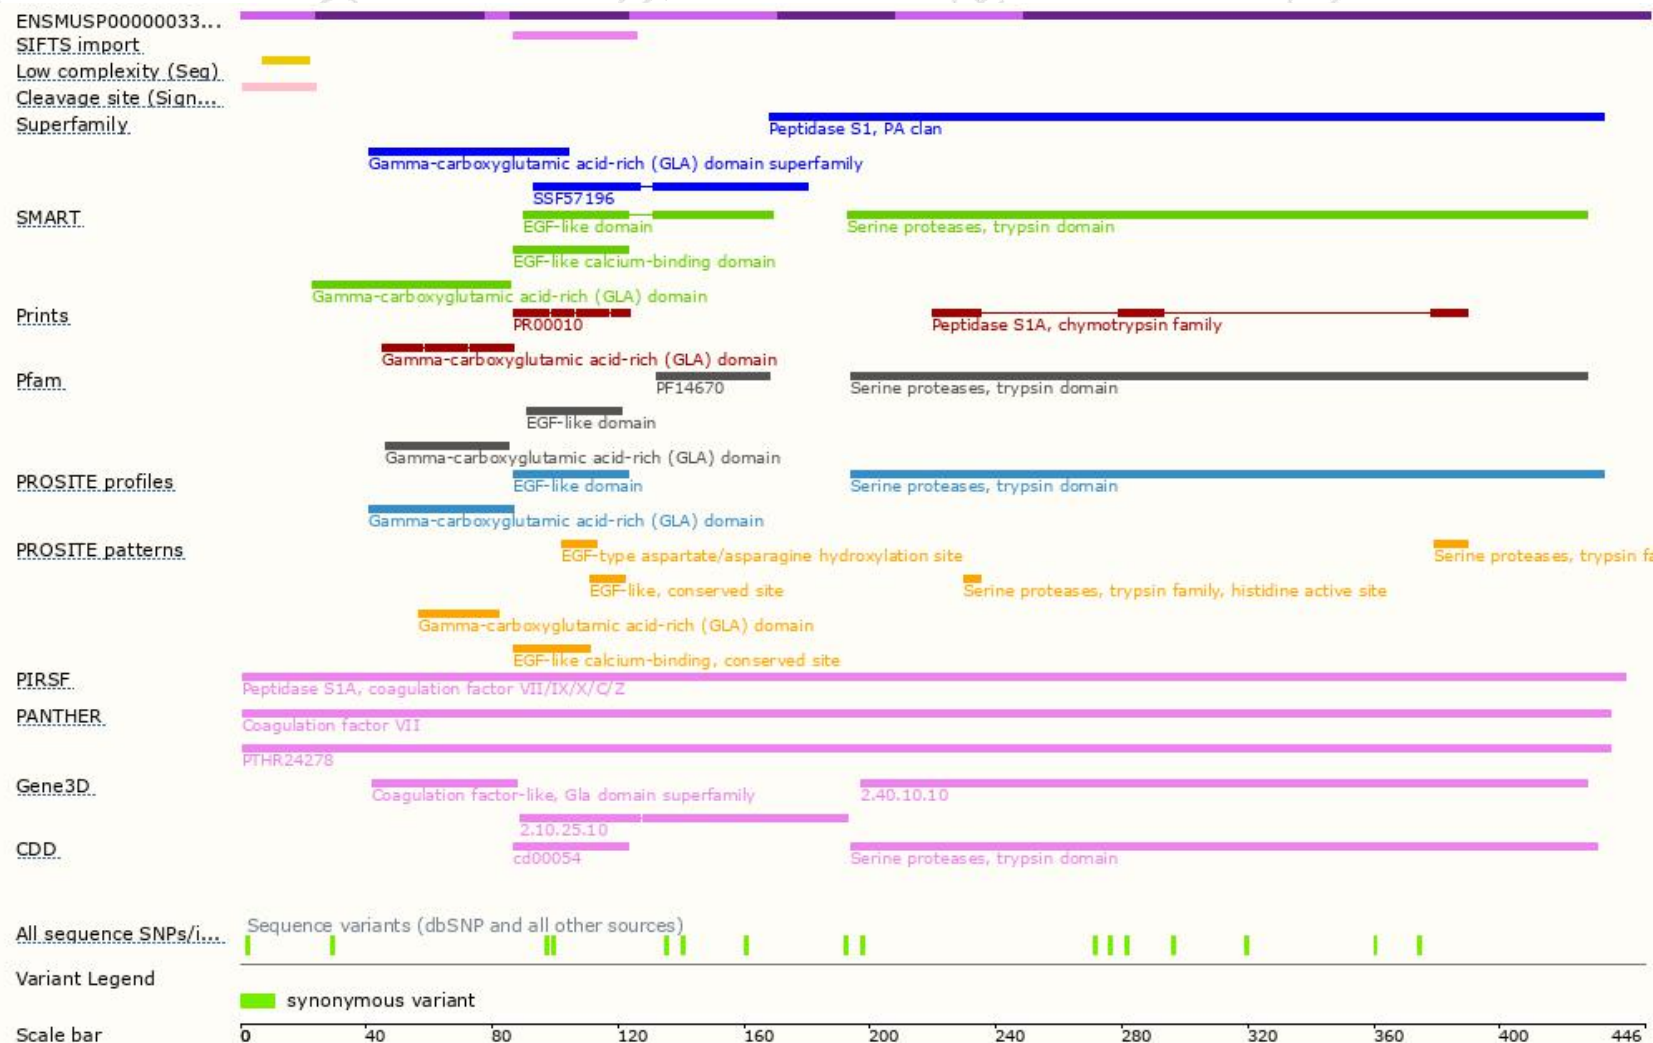 ENSMUSP00000033...
SIFTS import
Low complexity (Seg)
Cleavage site (Sign...
Superfamily
Peptidase S1, PA clan
Gamma-carboxyglutamic acid-rich (GLA) domain superfamily
SSF57196
SMART
EGF-like domain
Serine proteases, trypsin domain
EGF-like calcium-binding domain
Gamma-carboxyglutamic acid-rich (GLA) domain
Prints
PR00010
Peptidase S1A, chymotrypsin family
Gamma-carboxyglutamic acid-rich (GLA) domain
Pfam
PF14670
Serine proteases, trypsin domain
EGF-like domain
Gamma-carboxyglutamic acid-rich (GLA) domain
PROSITE profiles
EGF-like domain
Serine proteases, trypsin domain
Gamma-carboxyglutamic acid-rich (GLA) domain
PROSITE patterns
EGF-type aspartate/asparagine hydroxylation site
Serine proteases, trypsin fa
EGF-like, conserved site
Serine proteases, trypsin family, histidine active site
Gamma-carboxyglutamic acid-rich (GLA) domain
EGF-like calcium-binding, conserved site
PIRSF
Peptidase S1A, coagulation factor VII/IX/X/C/Z
PANTHER
Coagulation factor VII
PTHR24278
Gene3D
Coagulation factor-like, Gla domain superfamily
2.40.10.10
2.10.25.10
CDD
cd00054
Serine proteases, trypsin domain
Sequence variants (dbSNP and all other sources)
All sequence SNPs/i...
Variant Legend
synonymous variant
Scale bar
0 40 80 120 160 200 240 280 320 360 400 446